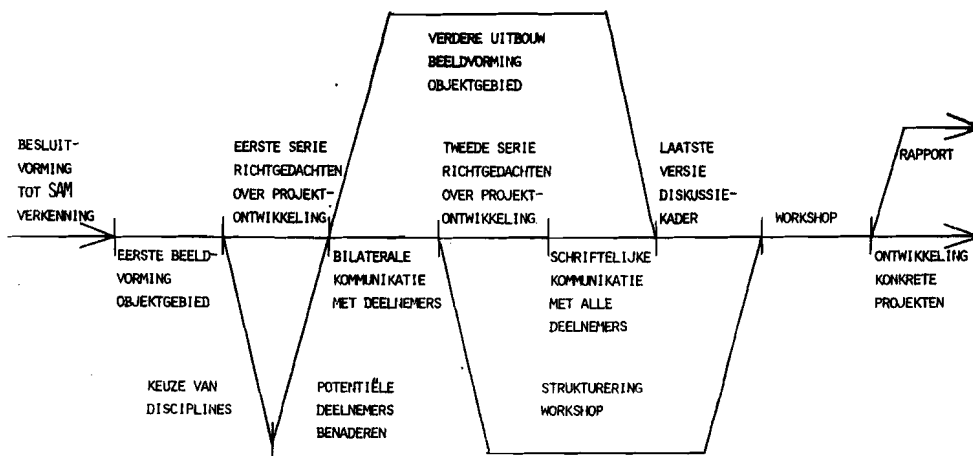 VERDERE UITBOUW
BEELDVORMING
OBJEKTGEBIED
BESLUIT-
VORMING
TOT SAM
VERKENNING
EERSTE SERIE
RICHTGEDACHTEN
OVER PROJEKT-
ONTWIKKELING
TWEEDE SERIE
RICHTGEDACHTEN
OVER PROJEKT-
ONTWIKKELING
LAATSTE
VERSIE
DISKUSSIE-
KADER
WORKSHOP
RAPPORT
EERSTE BEELD-
VORMING
OBJEKTGEBIED
BILATERALE
KOMMUNIKATIE
MET DEELNEMERS
SCHRIFTELIJKE
KOMMUNIKATIE
MET ALLE
DEELNEMERS
ONTWIKKELING
KONKRETE
PROJEKTEN
KEUZE VAN
DISCIPLINES
POTENTIËLE
DEELNEMERS
BENADEREN
STRUKTURERING
WORKSHOP